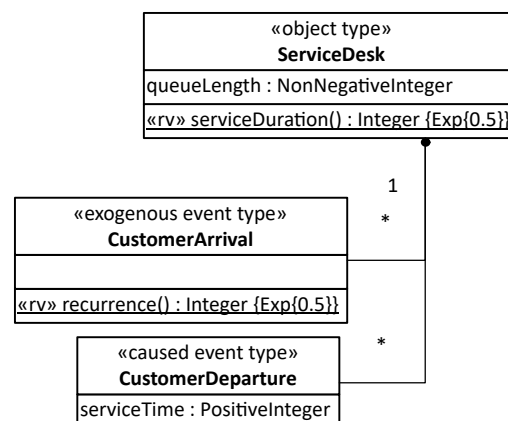 «object type»
ServiceDesk
queueLength : NonNegativeInteger
«rv» serviceDuration() : Integer {Exp{0.5}}
1
«exogenous event type»
CustomerArrival
*
«rv» recurrence() : Integer {Exp{0.5}}
«caused event type»
CustomerDeparture
*
serviceTime : PositiveInteger